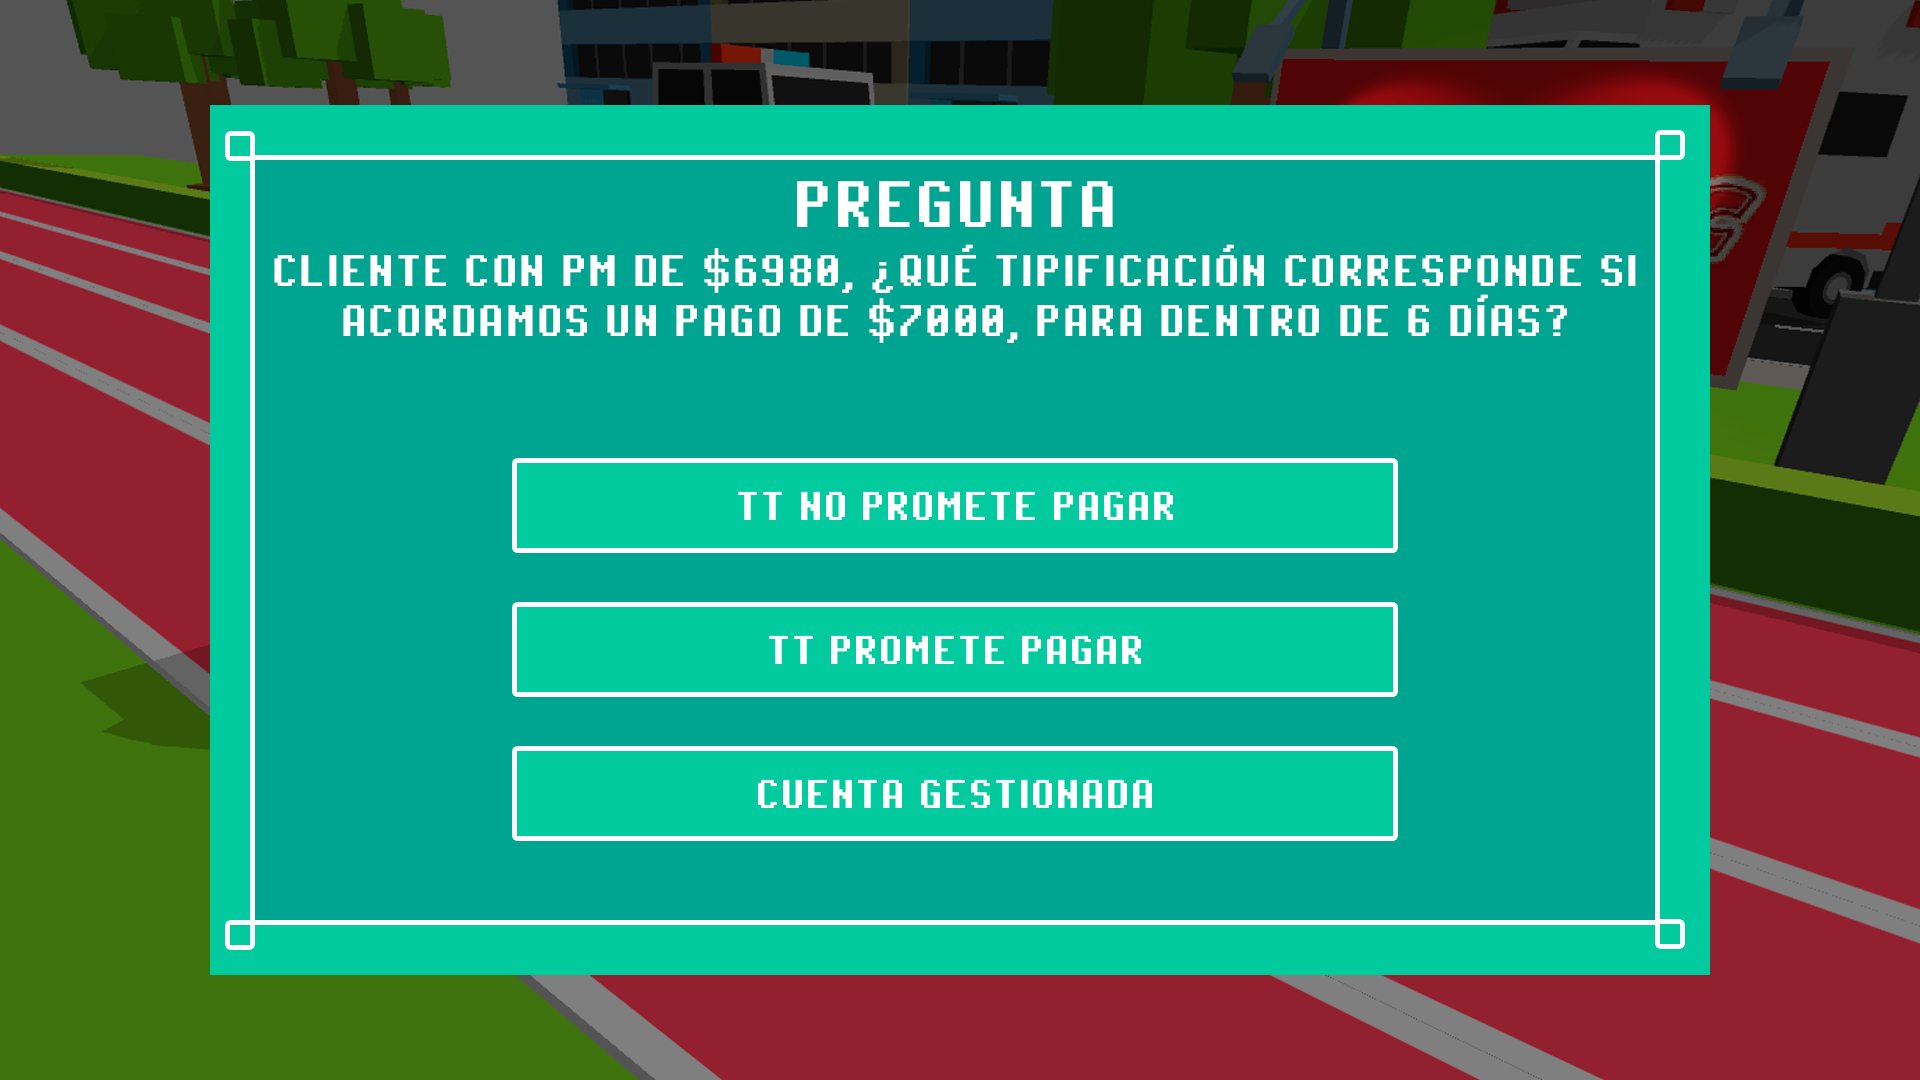 PREGUNTA
CLIENTE CON PM DE $6980, ¿QUÉ TIPIFICACIÓN CORRESPONDE SI
ACORDAMOS UN PAGO DE $7000, PARA DENTRO DE 6 DÍAS?
TT NO PROMETE PAGAR
TT PROMETE PAGAR
CUENTA GESTIONADA